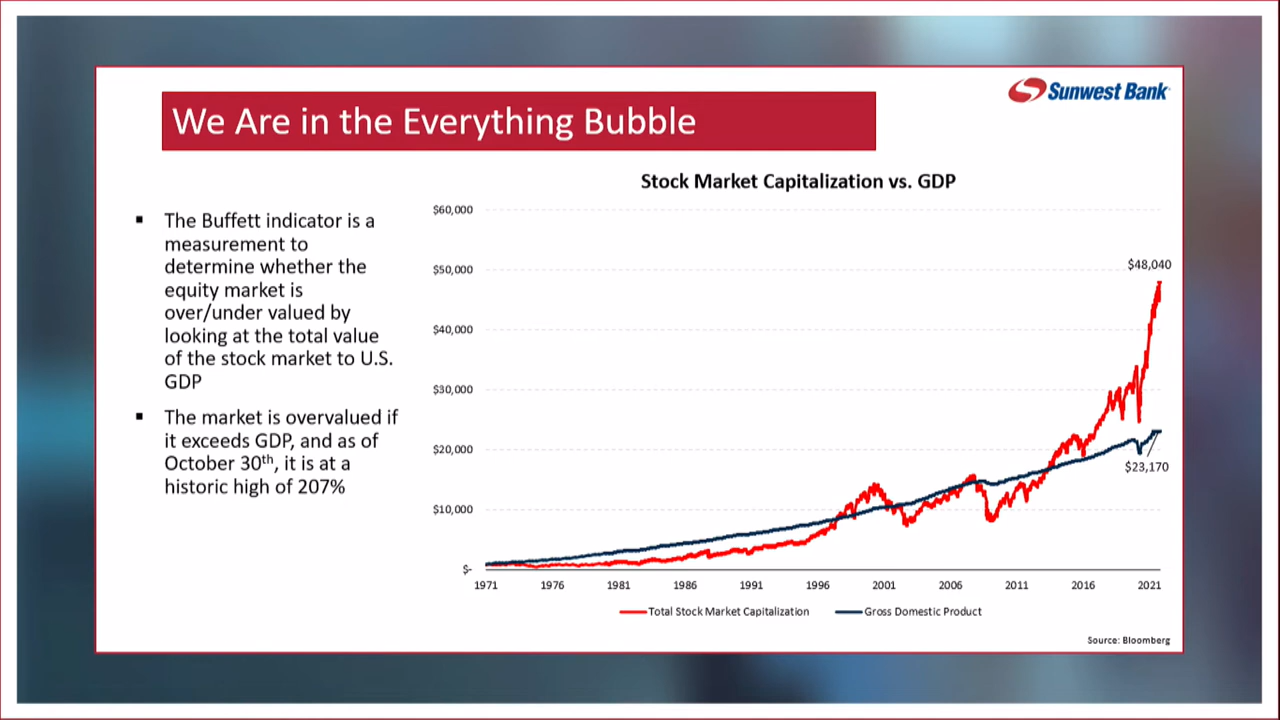 We Are in the Everything Bubble
Sunwest Bank
▪ The Buffett indicator is a
measurement to
determine whether the
equity market is
over/under valued by
looking at the total value
of the stock market to U.S.
GDP
▪ The market is overvalued if
it exceeds GDP, and as of
October 30th, it is at a
historic high of 207%
Stock Market Capitalization vs. GDP
$60,000
$50,000
$40,000
$30,000
$20,000
$10,000
$-
$48,040
$23,170
1971 1976 1981 1986 1991 1996 2001 2006 2011 2016 2021
Total Stock Market Capitalization Gross Domestic Product
Source: Bloomberg